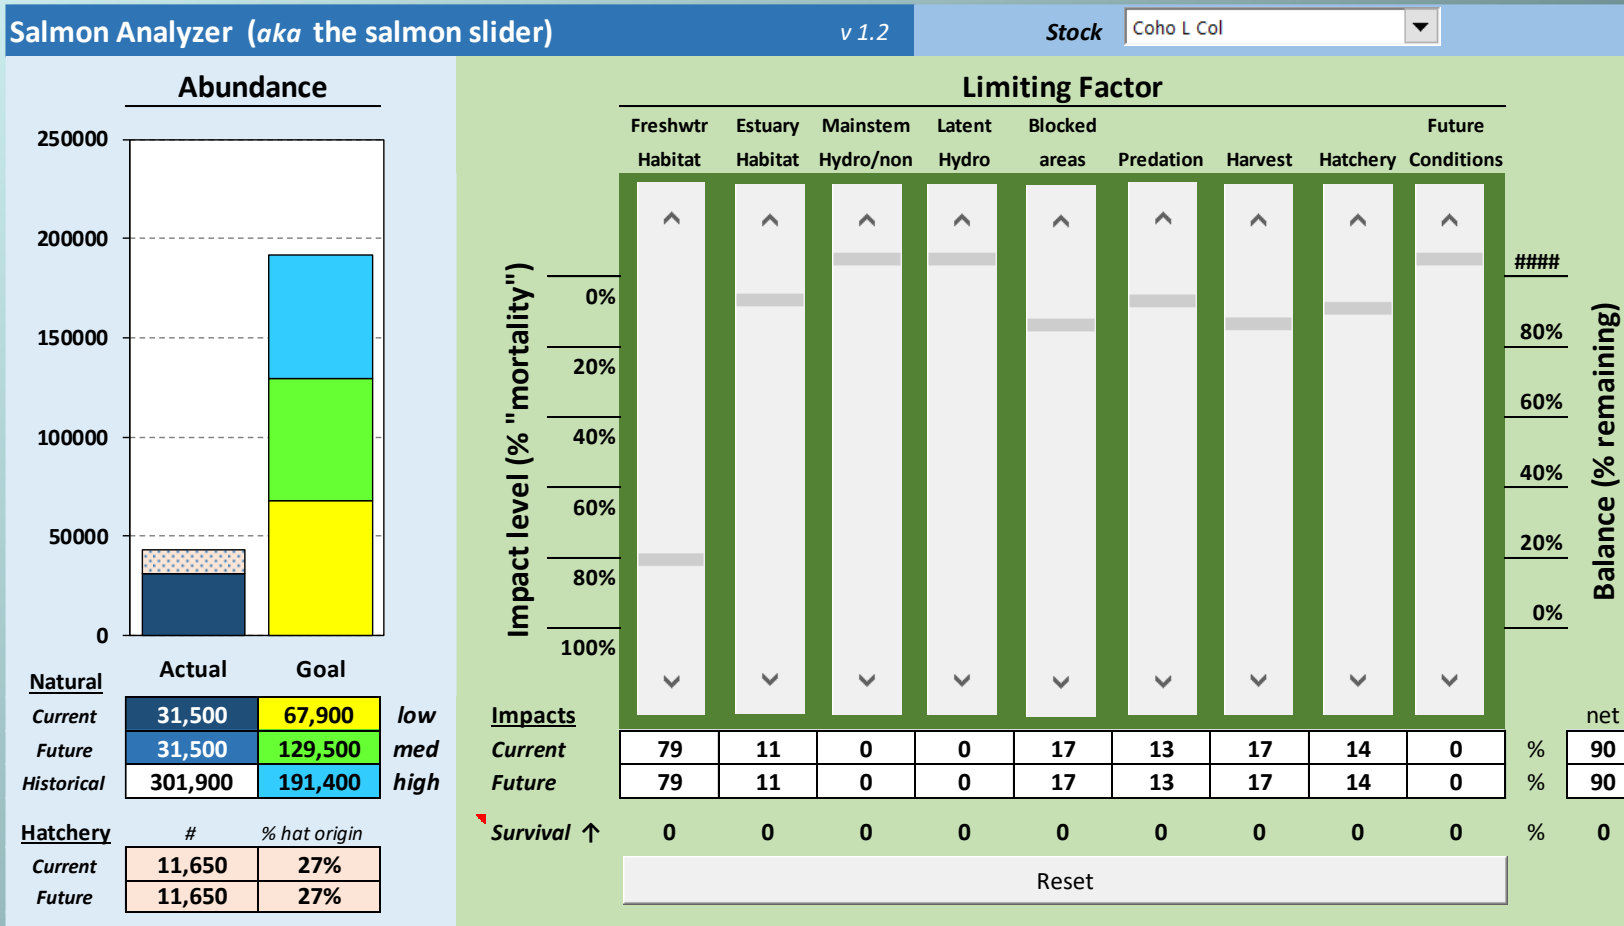 Salmon Analyzer (aka the salmon slider) v 1.2 Stock Coho L Col
Abundance
250000
200000
150000
100000
50000
0
Actual Goal
Natural
Current 31,500 67,900 low
Future 31,500 129,500 med
Historical 301,900 191,400 high
Hatchery # % hat origin
Current 11,650 27%
Future 11,650 27%
Limiting Factor
Freshwtr Habitat
Estuary Habitat
Mainstem Hydro/non
Latent Hydro
Blocked areas
Predation
Harvest
Hatchery
Future Conditions
Impact level (% "mortality")
0%
20%
40%
60%
80%
100%
####
80%
60%
40%
20%
0%
Balance (% remaining)
Impacts net
Current 79 11 0 0 17 13 17 14 0 % 90
Future 79 11 0 0 17 13 17 14 0 % 90
Survival ↑ 0 0 0 0 0 0 0 0 0 % 0
Reset